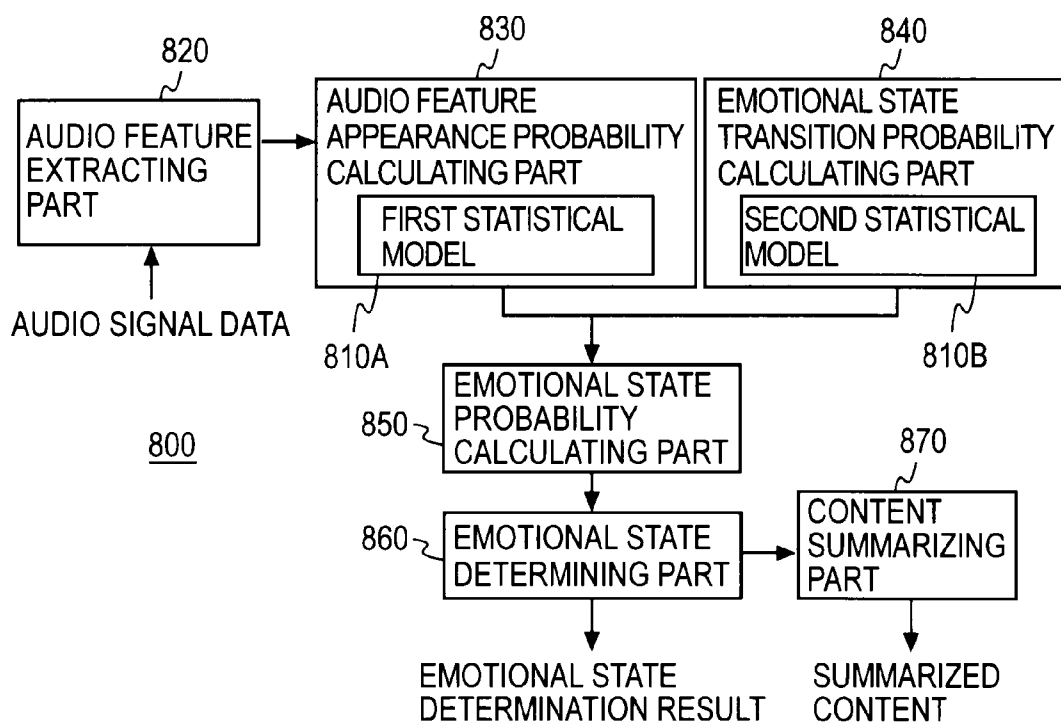 820
830
840
AUDIO FEATURE
EXTRACTING
PART
AUDIO FEATURE
APPEARANCE PROBABILITY
CALCULATING PART
FIRST STATISTICAL
MODEL
EMOTIONAL STATE
TRANSITION PROBABILITY
CALCULATING PART
SECOND STATISTICAL
MODEL
AUDIO SIGNAL DATA
810A
810B
EMOTIONAL STATE
PROBABILITY
CALCULATING PART
850
800
870
860
EMOTIONAL STATE
DETERMINING PART
CONTENT
SUMMARIZING
PART
EMOTIONAL STATE
DETERMINATION RESULT
SUMMARIZED
CONTENT